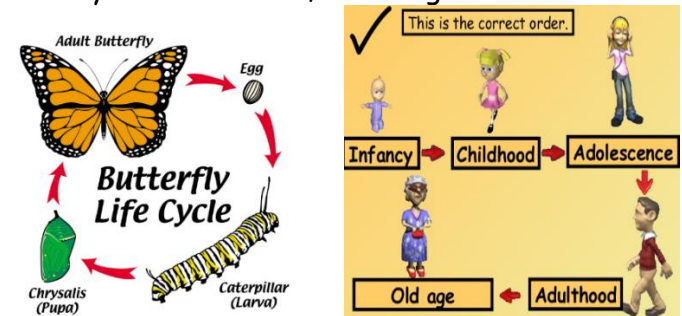 Adult Butterfly
Egg
Butterfly
Life Cycle
Chrysalis
(Pupa)
Caterpillar
(Larva)
This is the correct order.
Infancy
Childhood
Adolescence
Old age
Adulthood